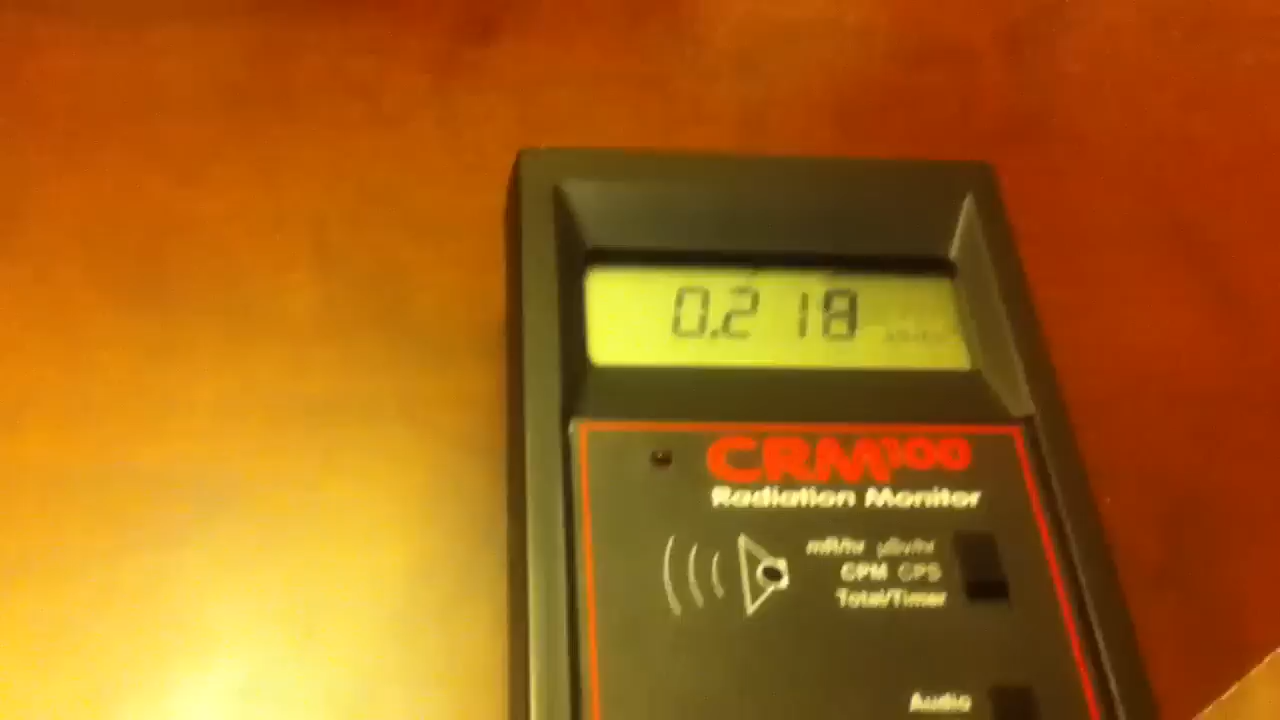 0.218
CRM100
Radiation Monitor
mR/hr µSv/hr
CPM CPS
Total/Timer
Audio